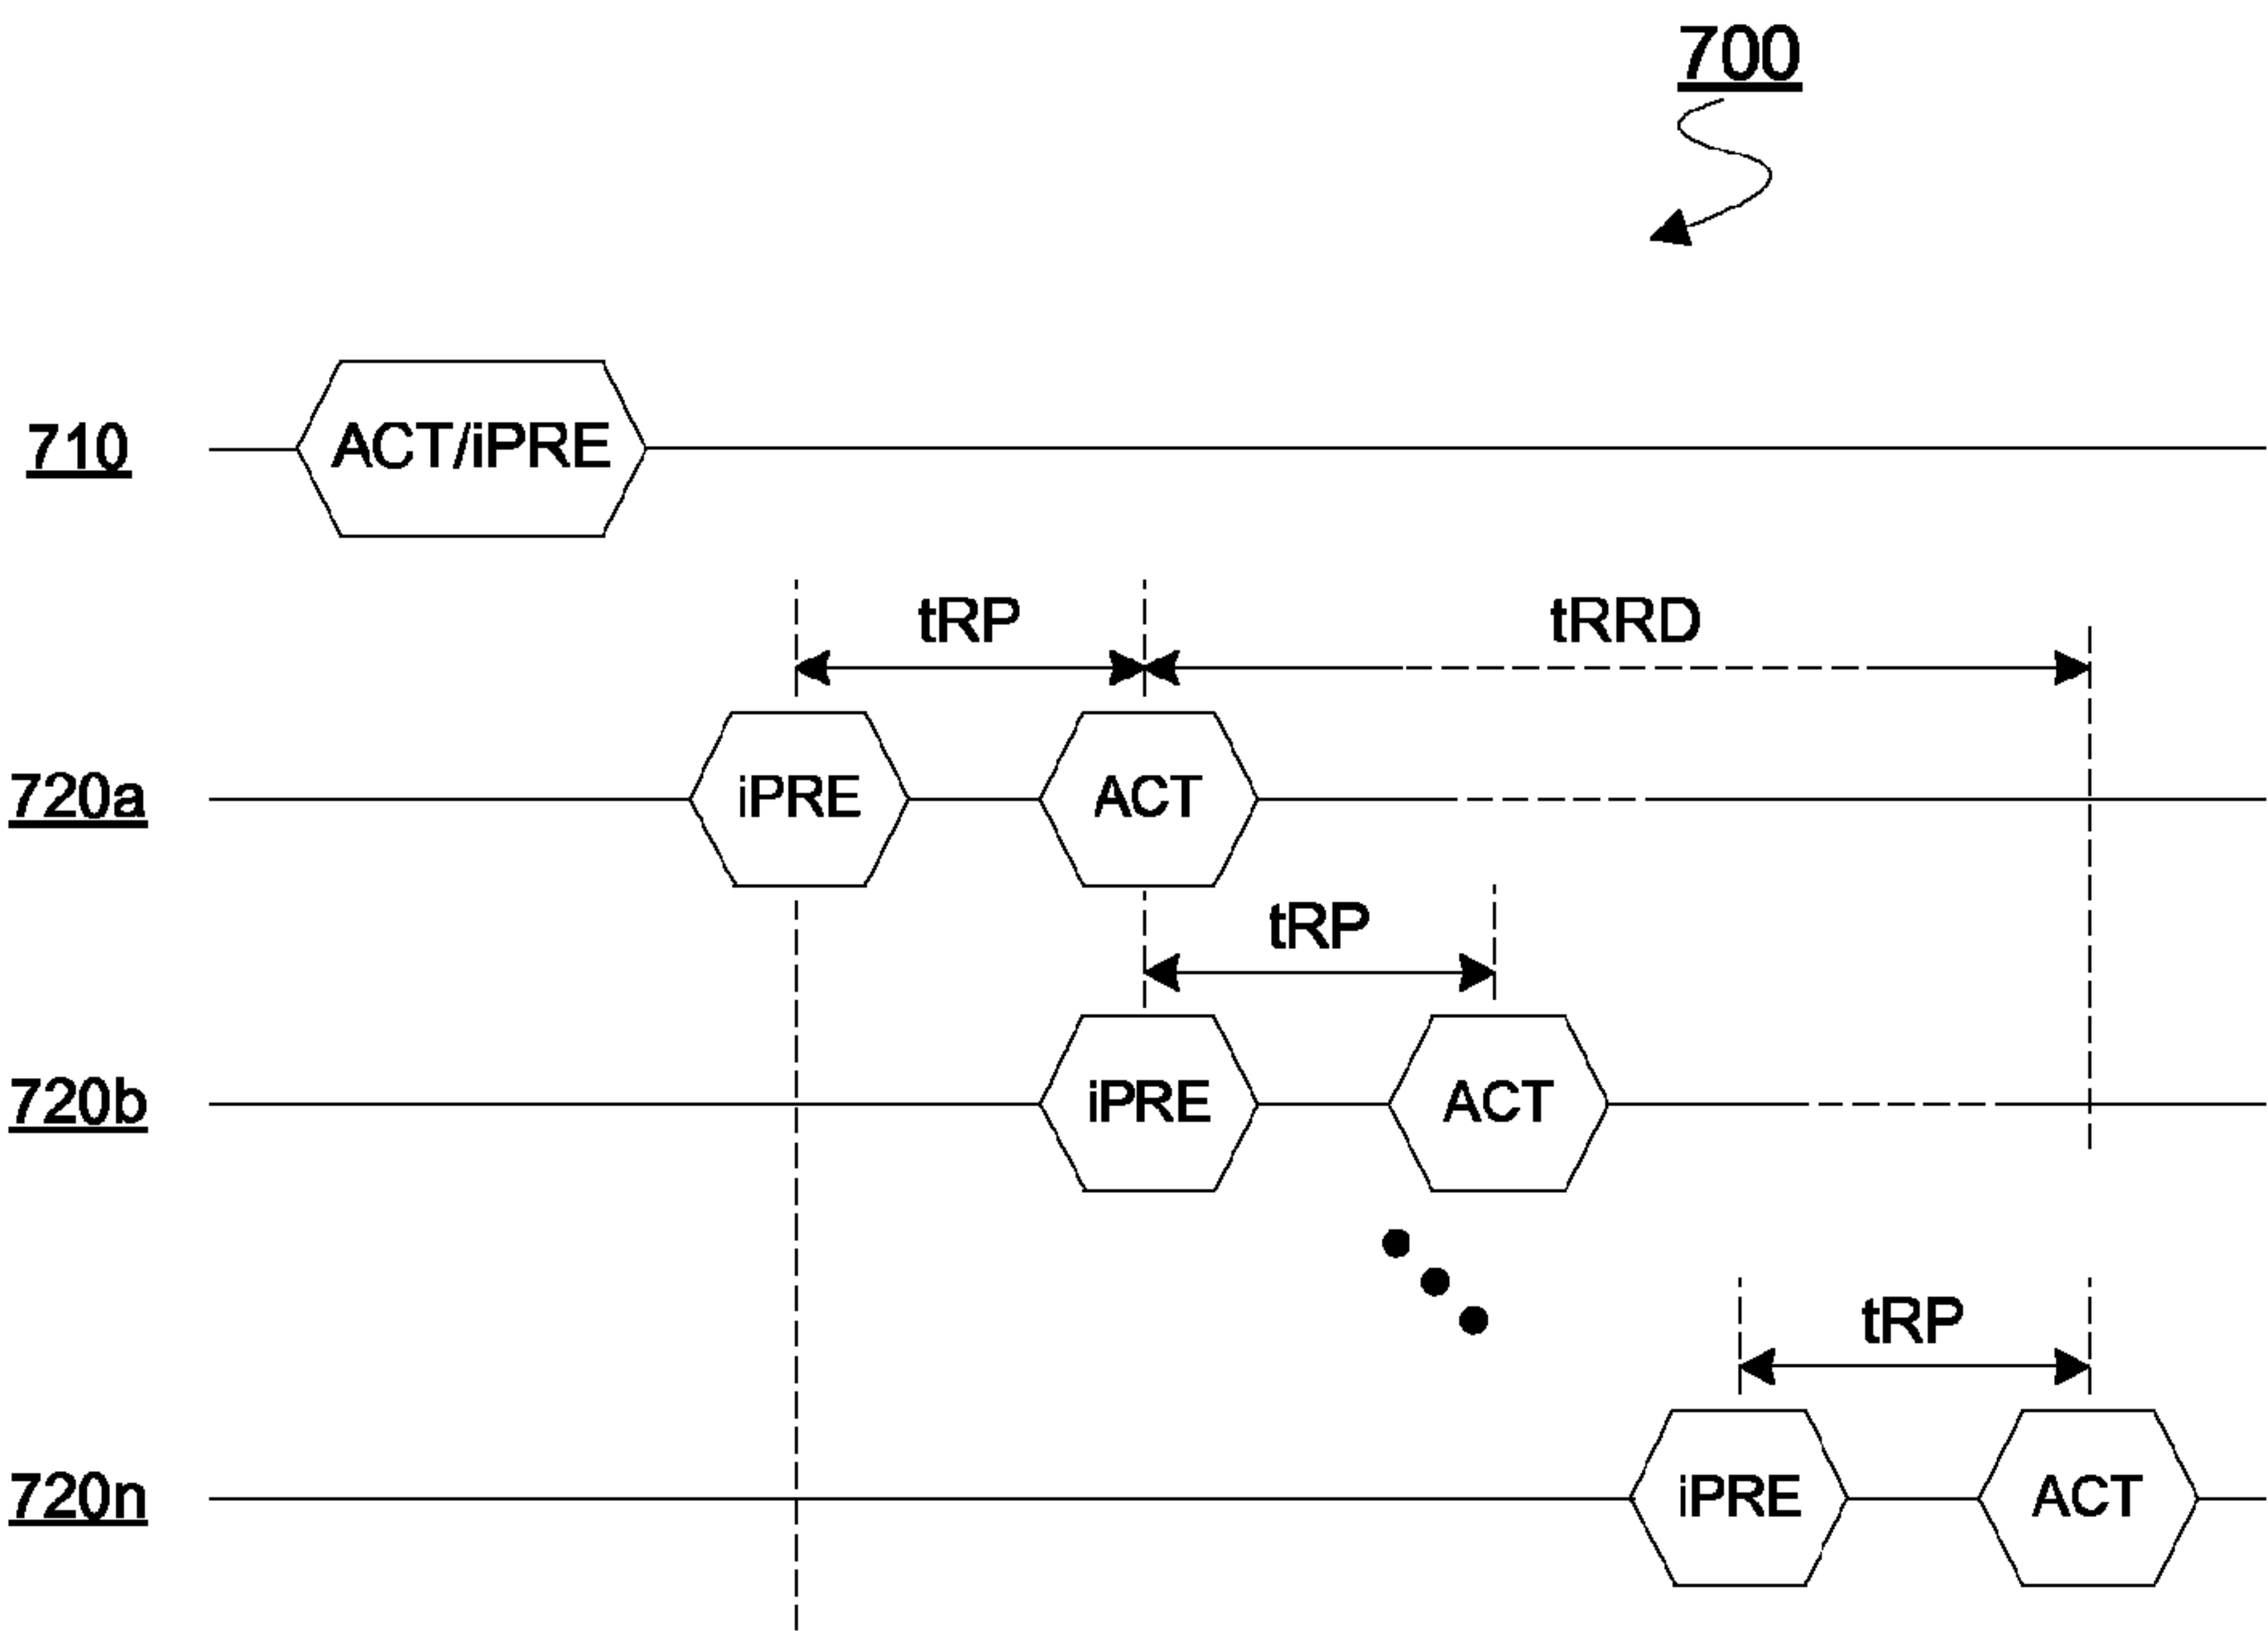 700
710
ACT/iPRE
tRP
tRRD
720a
iPRE
ACT
tRP
720b
iPRE
ACT
tRP
720n
iPRE
ACT